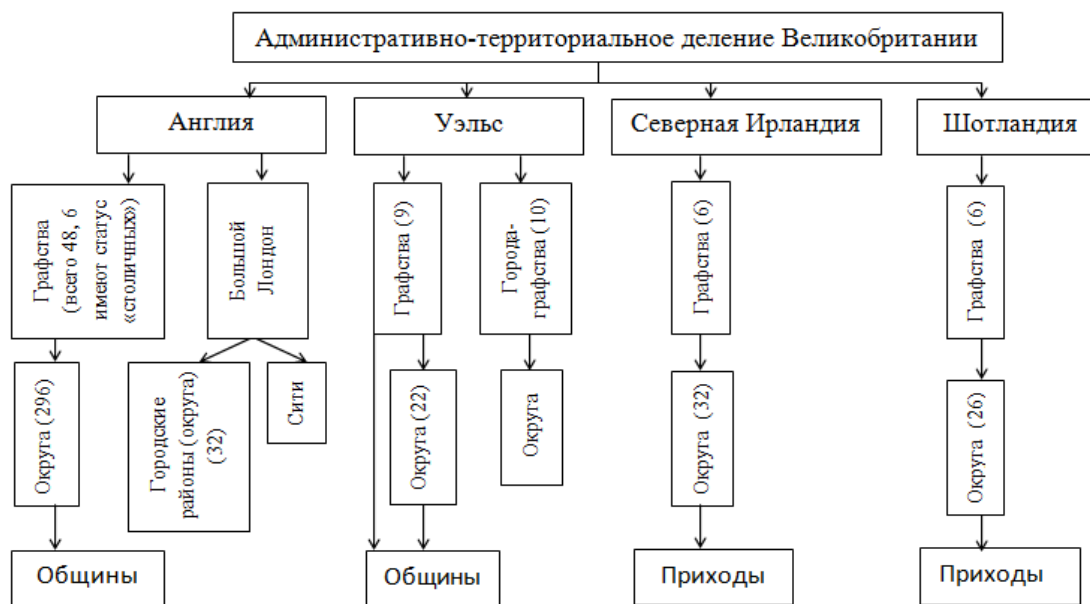 Административно-территориальное деление Великобритании
Англия
Уэльс
Северная Ирландия
Шотландия
Графства
(всего 48, 6
имеют статус
«столичных»)
Большой
Лондон
Графства (9)
Города-
графства (10)
Графства (6)
Графства (6)
Округа (296)
Городские
районы (округа)
(32)
Сити
Округа (22)
Округа
Округа (32)
Округа (26)
Общины
Общины
Приходы
Приходы